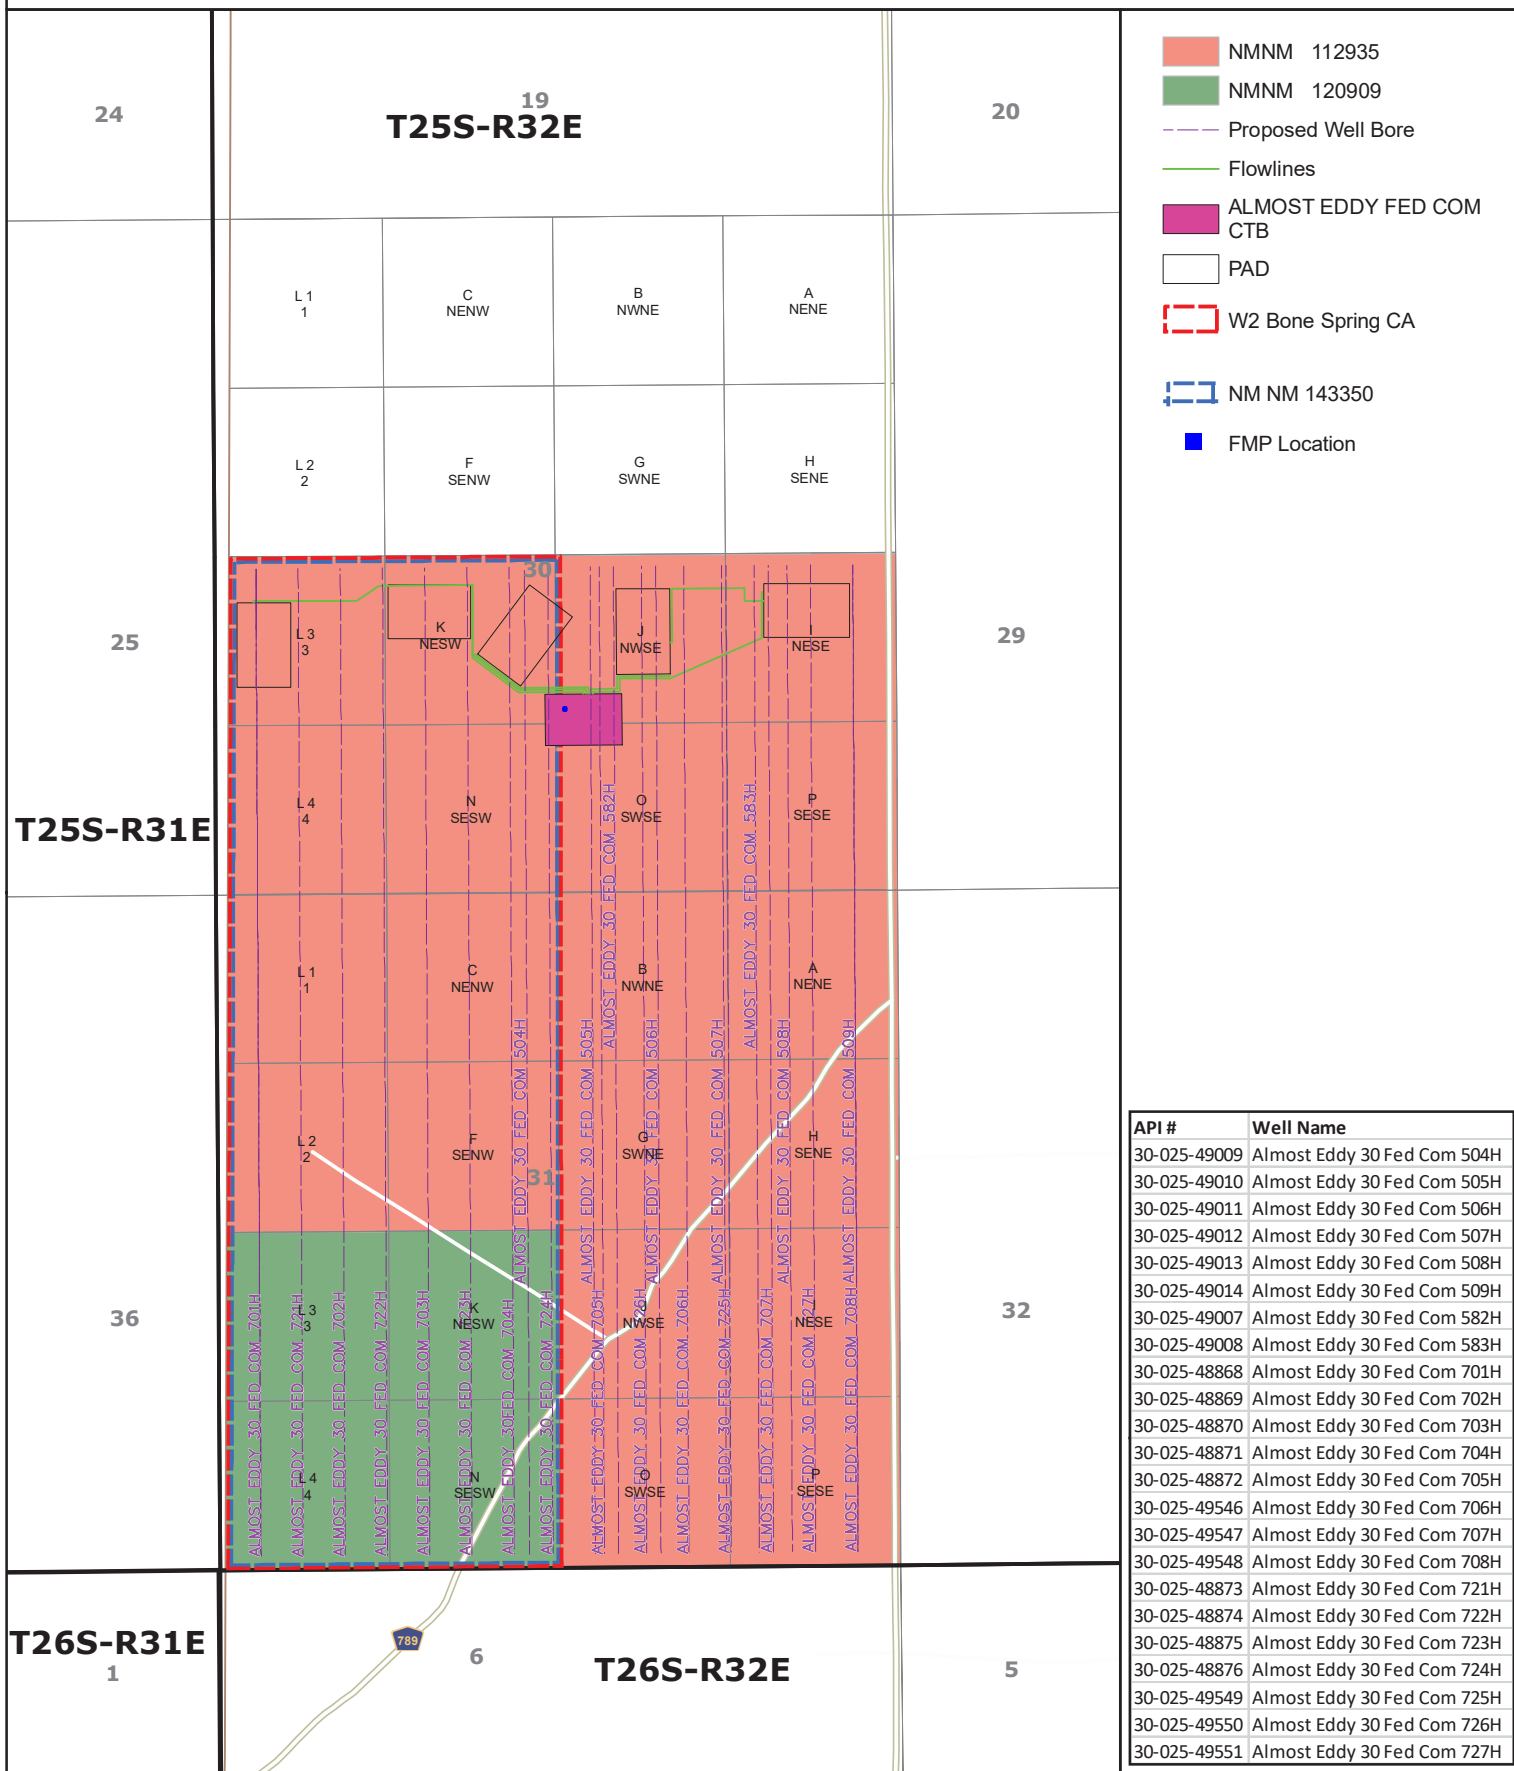 24
19
T25S-R32E
20
NMNM 112935
NMNM 120909
Proposed Well Bore
Flowlines
ALMOST EDDY FED COM
CTB
PAD
W2 Bone Spring CA
NM NM 143350
FMP Location
L 1
1
C
NENW
B
NWNE
A
NENE
L 2
2
F
SENW
G
SWNE
H
SENE
30
25
L 3
3
K
NESW
J
NWSE
I
NESE
29
T25S-R31E
L 4
4
N
SESW
O
SWSE
P
SESE
ALMOST EDDY 30 FED COM 582H
ALMOST EDDY 30 FED COM 583H
L 1
1
C
NENW
B
NWNE
A
NENE
ALMOST EDDY 30 FED COM 504H
ALMOST EDDY 30 FED COM 505H
ALMOST EDDY 30 FED COM 506H
ALMOST EDDY 30 FED COM 507H
ALMOST EDDY 30 FED COM 508H
ALMOST EDDY 30 FED COM 509H
L 2
2
F
SENW
G
SWNE
H
SENE
31
36
L 3
3
K
NESW
J
NWSE
I
NESE
32
ALMOST EDDY 30 FED COM 701H
ALMOST EDDY 30 FED COM 721H
ALMOST EDDY 30 FED COM 702H
ALMOST EDDY 30 FED COM 722H
ALMOST EDDY 30 FED COM 703H
ALMOST EDDY 30 FED COM 723H
ALMOST EDDY 30FED COM 704H
ALMOST EDDY 30 FED COM 724H
ALMOST EDDY 30 FED COM 705H
ALMOST EDDY 30 FED COM 726H
ALMOST EDDY 30 FED COM 706H
ALMOST EDDY 30 FED COM 725H
ALMOST EDDY 30 FED COM 707H
ALMOST EDDY 30 FED COM 727H
ALMOST EDDY 30 FED COM 708H
L 4
4
N
SESW
O
SWSE
P
SESE
T26S-R31E
1
789
6
T26S-R32E
5
API # Well Name
30-025-49009 Almost Eddy 30 Fed Com 504H
30-025-49010 Almost Eddy 30 Fed Com 505H
30-025-49011 Almost Eddy 30 Fed Com 506H
30-025-49012 Almost Eddy 30 Fed Com 507H
30-025-49013 Almost Eddy 30 Fed Com 508H
30-025-49014 Almost Eddy 30 Fed Com 509H
30-025-49007 Almost Eddy 30 Fed Com 582H
30-025-49008 Almost Eddy 30 Fed Com 583H
30-025-48868 Almost Eddy 30 Fed Com 701H
30-025-48869 Almost Eddy 30 Fed Com 702H
30-025-48870 Almost Eddy 30 Fed Com 703H
30-025-48871 Almost Eddy 30 Fed Com 704H
30-025-48872 Almost Eddy 30 Fed Com 705H
30-025-49546 Almost Eddy 30 Fed Com 706H
30-025-49547 Almost Eddy 30 Fed Com 707H
30-025-49548 Almost Eddy 30 Fed Com 708H
30-025-48873 Almost Eddy 30 Fed Com 721H
30-025-48874 Almost Eddy 30 Fed Com 722H
30-025-48875 Almost Eddy 30 Fed Com 723H
30-025-48876 Almost Eddy 30 Fed Com 724H
30-025-49549 Almost Eddy 30 Fed Com 725H
30-025-49550 Almost Eddy 30 Fed Com 726H
30-025-49551 Almost Eddy 30 Fed Com 727H